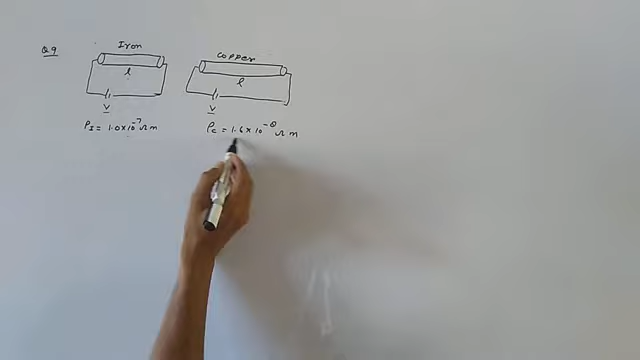 Q 9
Iron
l
V
ρI = 1.0 × 10⁻⁷ Ω m
Copper
l
V
ρc = 1.6 × 10⁻⁸ Ω m